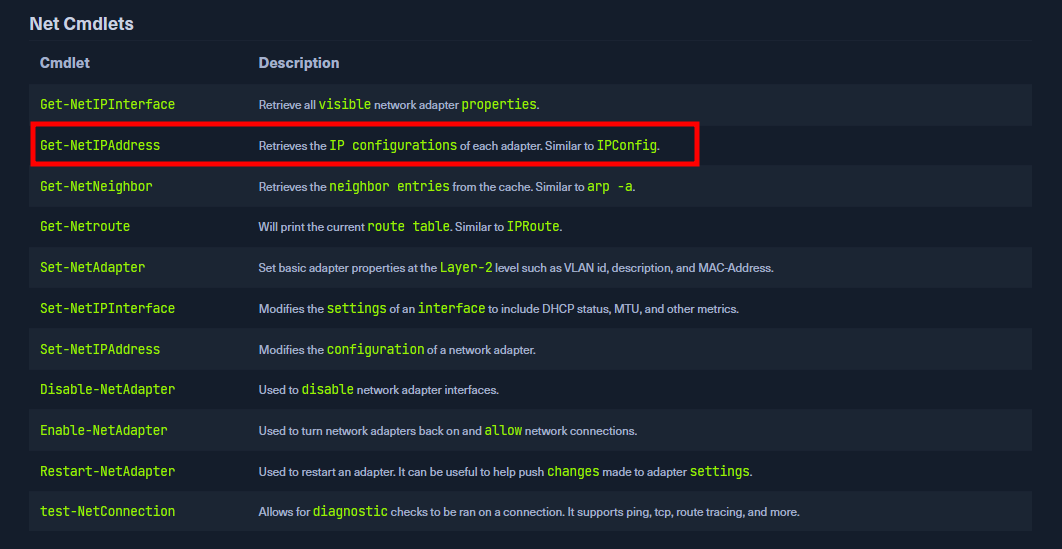 Net Cmdlets
Cmdlet Description
Get-NetIPInterface Retrieve all visible network adapter properties.
Get-NetIPAddress Retrieves the IP configurations of each adapter. Similar to IPConfig.
Get-NetNeighbor Retrieves the neighbor entries from the cache. Similar to arp -a.
Get-Netroute Will print the current route table. Similar to IPRoute.
Set-NetAdapter Set basic adapter properties at the Layer-2 level such as VLAN id, description, and MAC-Address.
Set-NetIPInterface Modifies the settings of an interface to include DHCP status, MTU, and other metrics.
Set-NetIPAddress Modifies the configuration of a network adapter.
Disable-NetAdapter Used to disable network adapter interfaces.
Enable-NetAdapter Used to turn network adapters back on and allow network connections.
Restart-NetAdapter Used to restart an adapter. It can be useful to help push changes made to adapter settings.
test-NetConnection Allows for diagnostic checks to be ran on a connection. It supports ping, tcp, route tracing, and more.